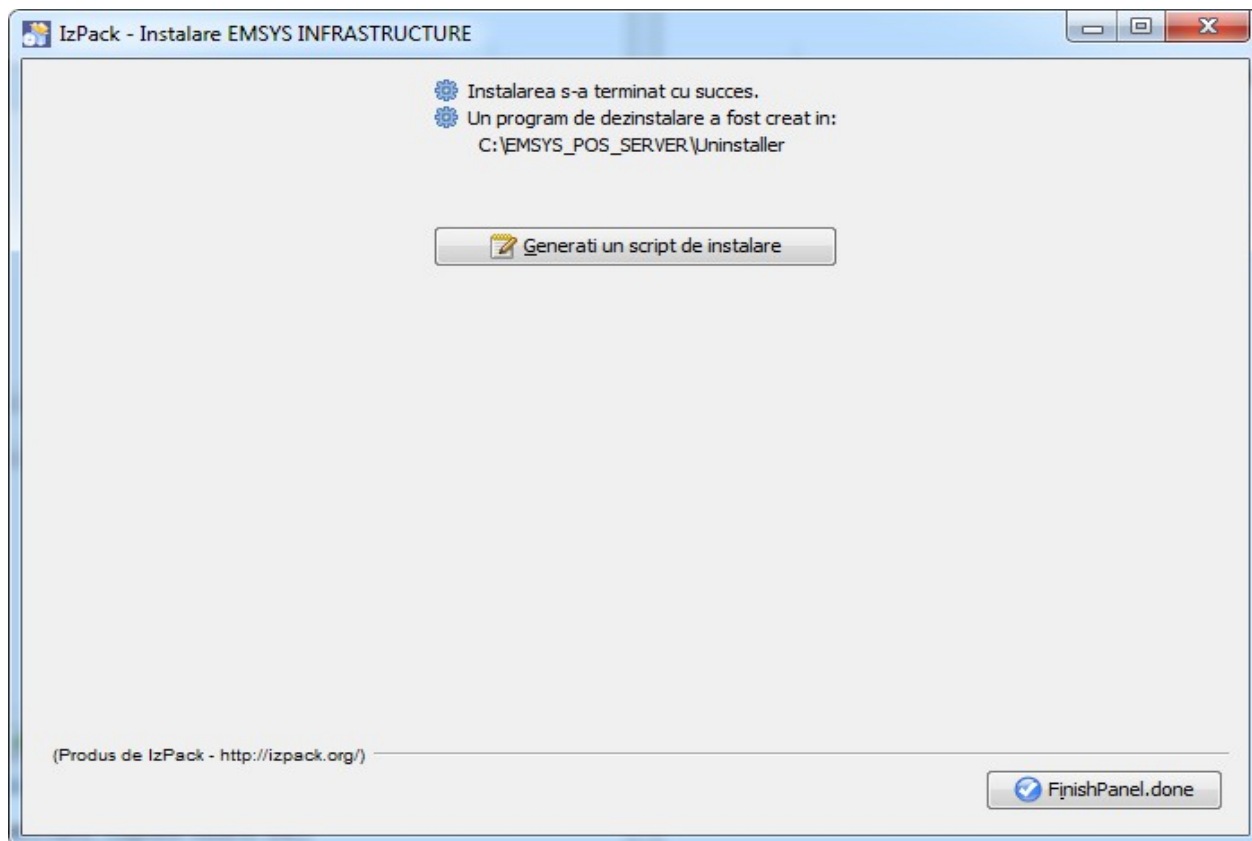 IzPack - Instalare EMSYS INFRASTRUCTURE
Instalarea s-a terminat cu succes.
Un program de dezinstalare a fost creat in:
C:\EMSYS_POS_SERVER\Uninstaller
Generati un script de instalare
(Produs de IzPack - http://izpack.org/)
FinishPanel.done